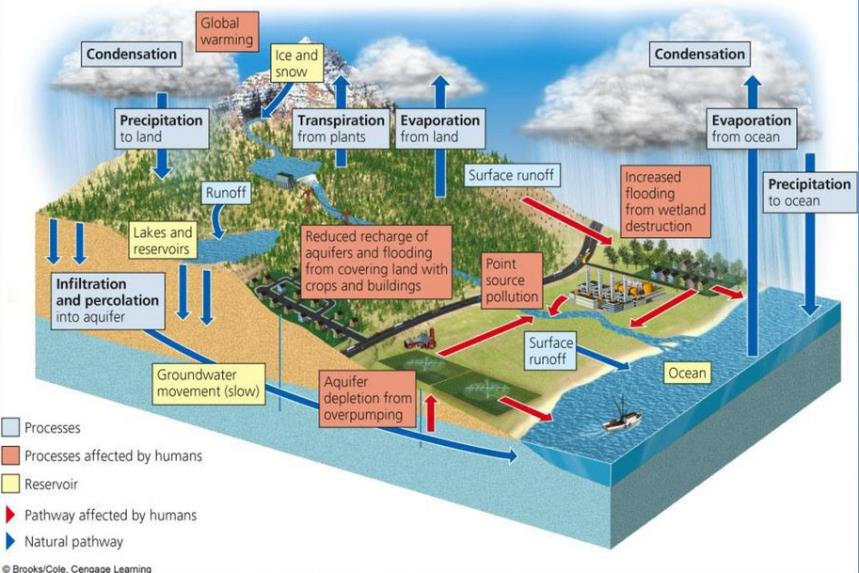 Global
warming
Condensation
Ice and
snow
Condensation
Precipitation
to land
Transpiration
from plants
Evaporation
from land
Evaporation
from ocean
Surface runoff
Increased
flooding
from wetland
destruction
Precipitation
to ocean
Runoff
Lakes and
reservoirs
Reduced recharge of
aquifers and flooding
from covering land with
crops and buildings
Point
source
pollution
Infiltration
and percolation
into aquifer
Surface
runoff
Ocean
Groundwater
movement (slow)
Aquifer
depletion from
overpumping
Processes
Processes affected by humans
Reservoir
Pathway affected by humans
Natural pathway
© Brooks/Cole, Cengage Learning